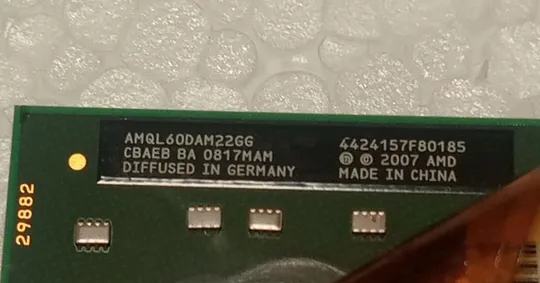 AMQL60DAM22GG
CBAEB BA 0817MAM
DIFFUSED IN GERMANY
4424157F80185
Ⓜ © 2007 AMD
MADE IN CHINA
29882